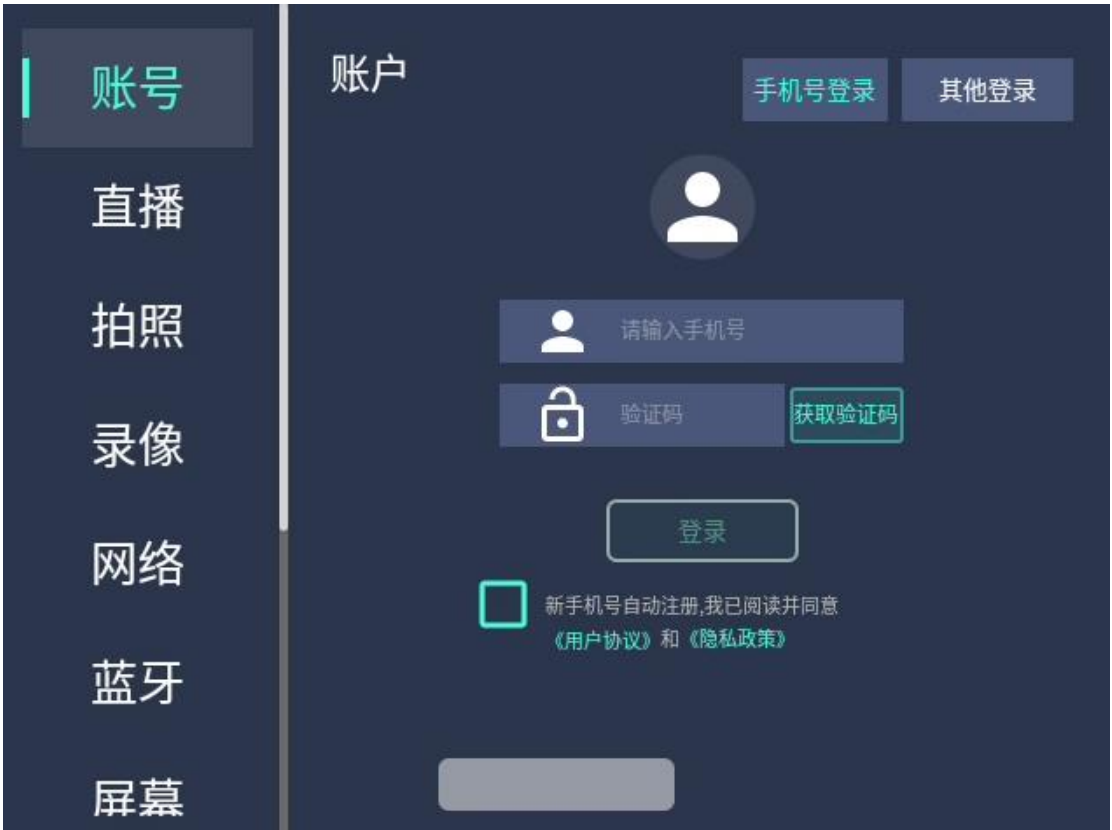 账号
直播
拍照
录像
网络
蓝牙
屏幕
账户
手机号登录
其他登录
请输入手机号
验证码
获取验证码
登录
新手机号自动注册,我已阅读并同意
《用户协议》和《隐私政策》